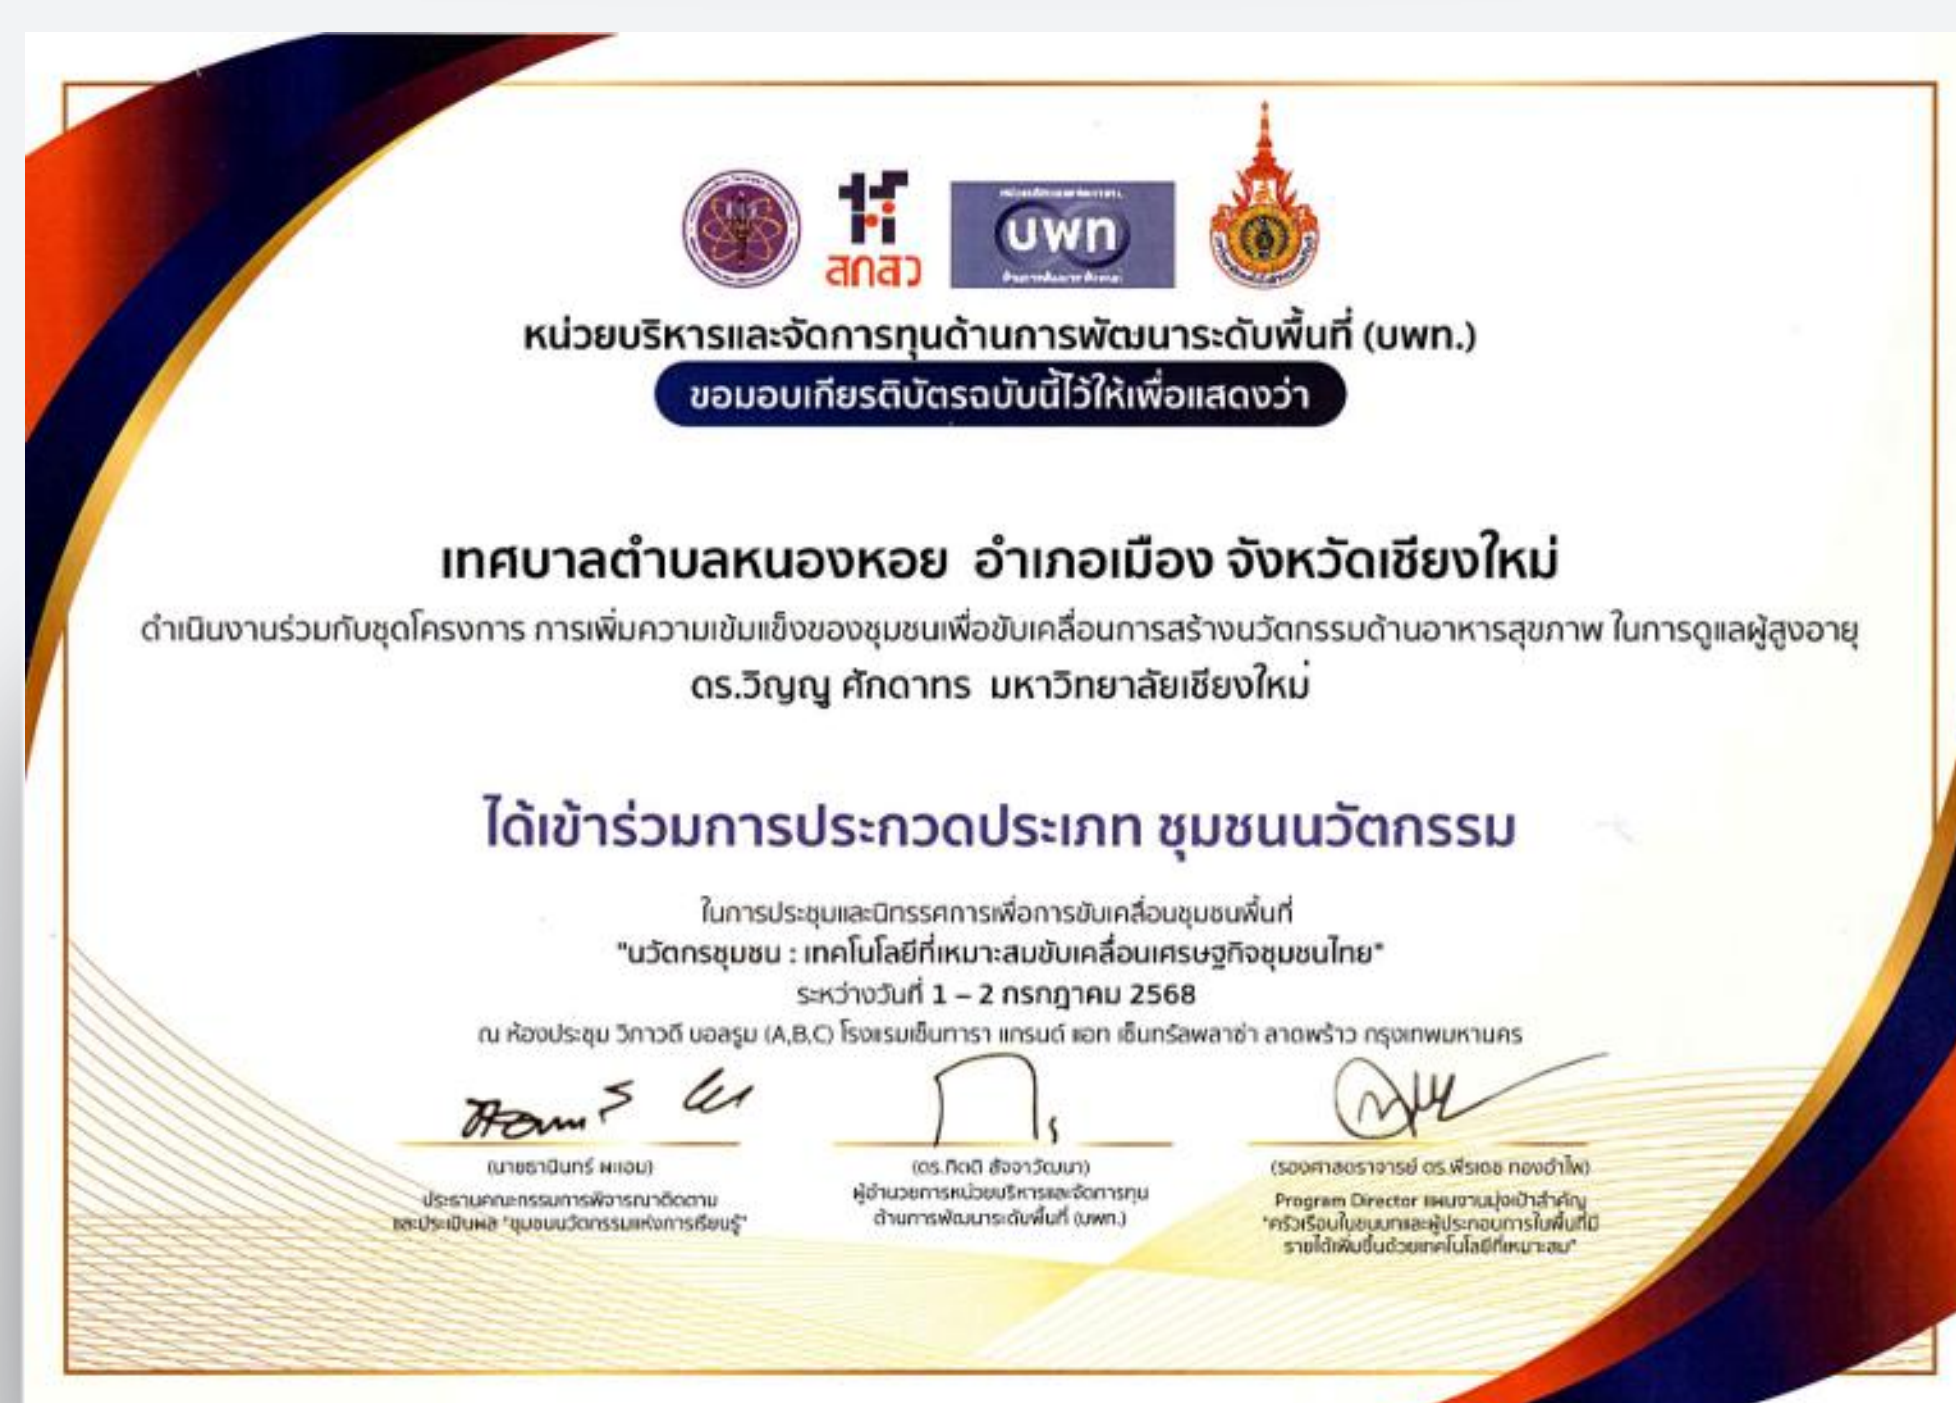 สกสว
บพท
หน่วยบริหารและจัดการทุนด้านการพัฒนาระดับพื้นที่ (บพท.)
ขอมอบเกียรติบัตรฉบับนี้ไว้ให้เพื่อแสดงว่า
เทศบาลตำบลหนองหอย อำเภอเมือง จังหวัดเชียงใหม่
ดำเนินงานร่วมกับชุดโครงการ การเพิ่มความเข้มแข็งของชุมชนเพื่อขับเคลื่อนการสร้างนวัตกรรมด้านอาหารสุขภาพ ในการดูแลผู้สูงอายุ
ดร.วิญญู ศักดาทร มหาวิทยาลัยเชียงใหม่
ได้เข้าร่วมการประกวดประเภท ชุมชนนวัตกรรม
ในการประชุมและนิทรรศการเพื่อการขับเคลื่อนชุมชนพื้นที่
"นวัตกรชุมชน : เทคโนโลยีที่เหมาะสมขับเคลื่อนเศรษฐกิจชุมชนไทย"
ระหว่างวันที่ 1 – 2 กรกฎาคม 2568
ณ ห้องประชุม วิภาวดี บอลรูม (A,B,C) โรงแรมเซ็นทารา แกรนด์ แอท เซ็นทรัลพลาซ่า ลาดพร้าว กรุงเทพมหานคร
(นายธานินทร์ ผะเอม)
ประธานคณะกรรมการพิจารณาติดตาม
และประเมินผล "ชุมชนนวัตกรรมแห่งการเรียนรู้"
(ดร.กิตติ สัจจาวัฒนา)
ผู้อำนวยการหน่วยบริหารและจัดการทุน
ด้านการพัฒนาระดับพื้นที่ (บพท.)
(รองศาสตราจารย์ ดร.พีรเดช ทองอำไพ)
Program Director แผนงานมุ่งเป้าสำคัญ
"ครัวเรือนในชนบทและผู้ประกอบการในพื้นที่มี
รายได้เพิ่มขึ้นด้วยเทคโนโลยีที่เหมาะสม"